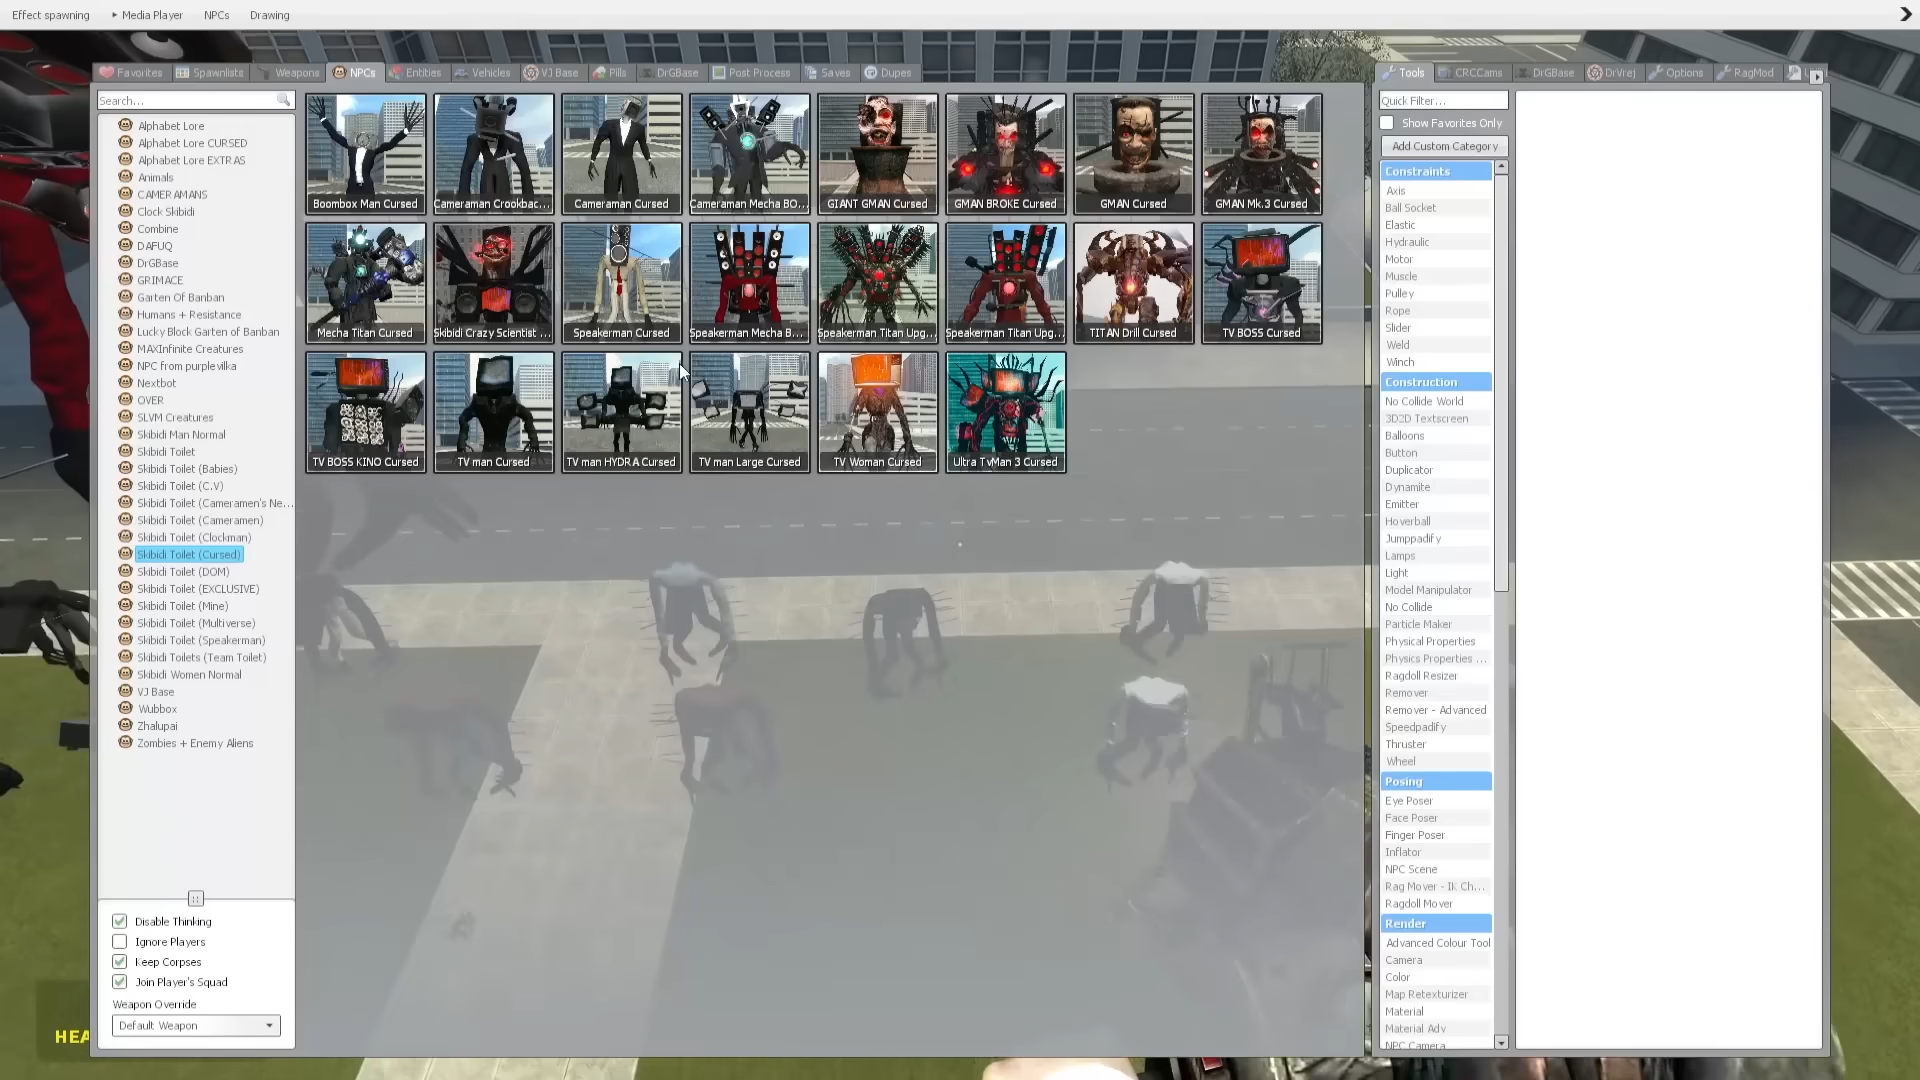 Effect spawning
Media Player
NPCs
Drawing
Favorites
Spawnlists
Weapons
NPCs
Entities
Vehicles
VJ Base
Pills
DrGBase
Post Process
Saves
Dupes
Tools
CRCCams
DrGBase
DrVrej
Options
RagMod
Search...
Alphabet Lore
Alphabet Lore CURSED
Alphabet Lore EXTRAS
Animals
CAMERAMANS
Clock Skibidi
Combine
DAFUQ
DrGBase
GRIMACE
Garten Of Banban
Humans + Resistance
Lucky Block Garten of Banban
MAXInfinite Creatures
NPC from purplevilka
Nextbot
OVER
SLVM Creatures
Skibidi Man Normal
Skibidi Toilet
Skibidi Toilet (Babies)
Skibidi Toilet (C.V)
Skibidi Toilet (Cameramen's Ne...
Skibidi Toilet (Cameramen)
Skibidi Toilet (Clockman)
Skibidi Toilet (Cursed)
Skibidi Toilet (DOM)
Skibidi Toilet (EXCLUSIVE)
Skibidi Toilet (Mine)
Skibidi Toilet (Multiverse)
Skibidi Toilet (Speakerman)
Skibidi Toilets (Team Toilet)
Skibidi Women Normal
VJ Base
Wubbox
Zhalupai
Zombies + Enemy Aliens
Disable Thinking
Ignore Players
Keep Corpses
Join Player's Squad
Weapon Override
Default Weapon
HEA
Boombox Man Cursed
Cameraman Crookbac...
Cameraman Cursed
Cameraman Mecha BO...
GIANT GMAN Cursed
GMAN BROKE Cursed
GMAN Cursed
GMAN Mk.3 Cursed
Mecha Titan Cursed
Skibidi Crazy Scientist ...
Speakerman Cursed
Speakerman Mecha B...
Speakerman Titan Upg...
Speakerman Titan Upg...
TITAN Drill Cursed
TV BOSS Cursed
TV BOSS KINO Cursed
TV man Cursed
TV man HYDRA Cursed
TV man Large Cursed
TV Woman Cursed
Ultra TvMan 3 Cursed
Quick Filter...
Show Favorites Only
Add Custom Category
Constraints
Axis
Ball Socket
Elastic
Hydraulic
Motor
Muscle
Pulley
Rope
Slider
Weld
Winch
Construction
No Collide World
3D2D Textscreen
Balloons
Button
Duplicator
Dynamite
Emitter
Hoverball
Jumppadify
Lamps
Light
Model Manipulator
No Collide
Particle Maker
Physical Properties
Physics Properties ...
Ragdoll Resizer
Remover
Remover - Advanced
Speedpadify
Thruster
Wheel
Posing
Eye Poser
Face Poser
Finger Poser
Inflator
NPC Scene
Rag Mover - IK Ch...
Ragdoll Mover
Render
Advanced Colour Tool
Camera
Color
Map Retexturizer
Material
Material Adv
NPC Camera